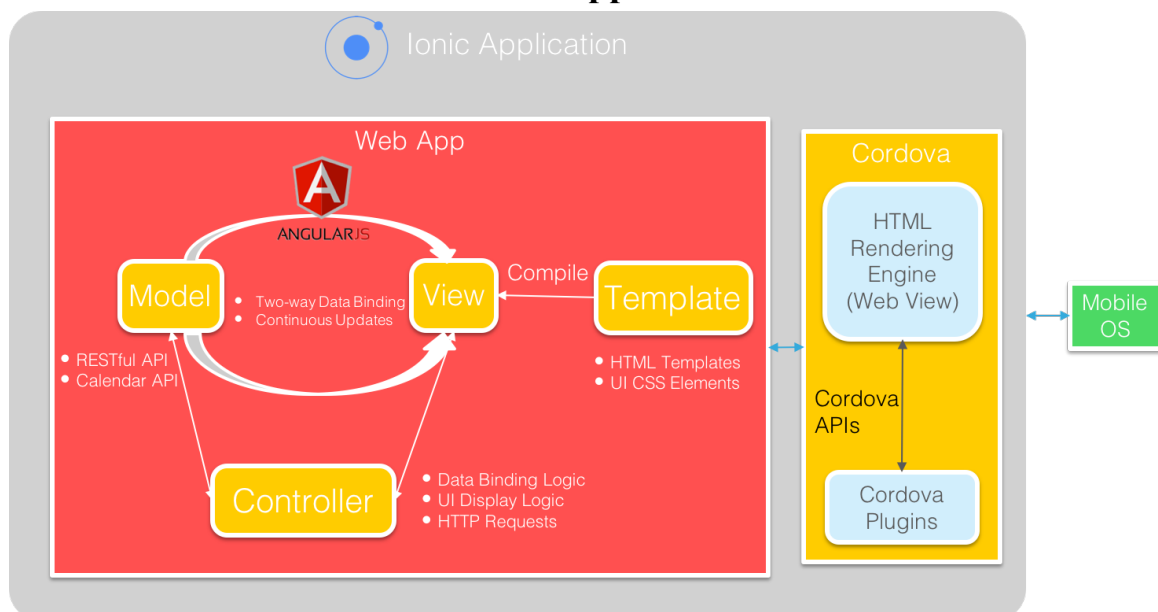 pp
Ionic Application
Web App
ANGULARJS
Model
Two-way Data Binding
Continuous Updates
View
Compile
Template
RESTful API
Calendar API
HTML Templates
UI CSS Elements
Controller
Data Binding Logic
UI Display Logic
HTTP Requests
Cordova
HTML
Rendering
Engine
(Web View)
Cordova
APIs
Cordova
Plugins
Mobile
OS